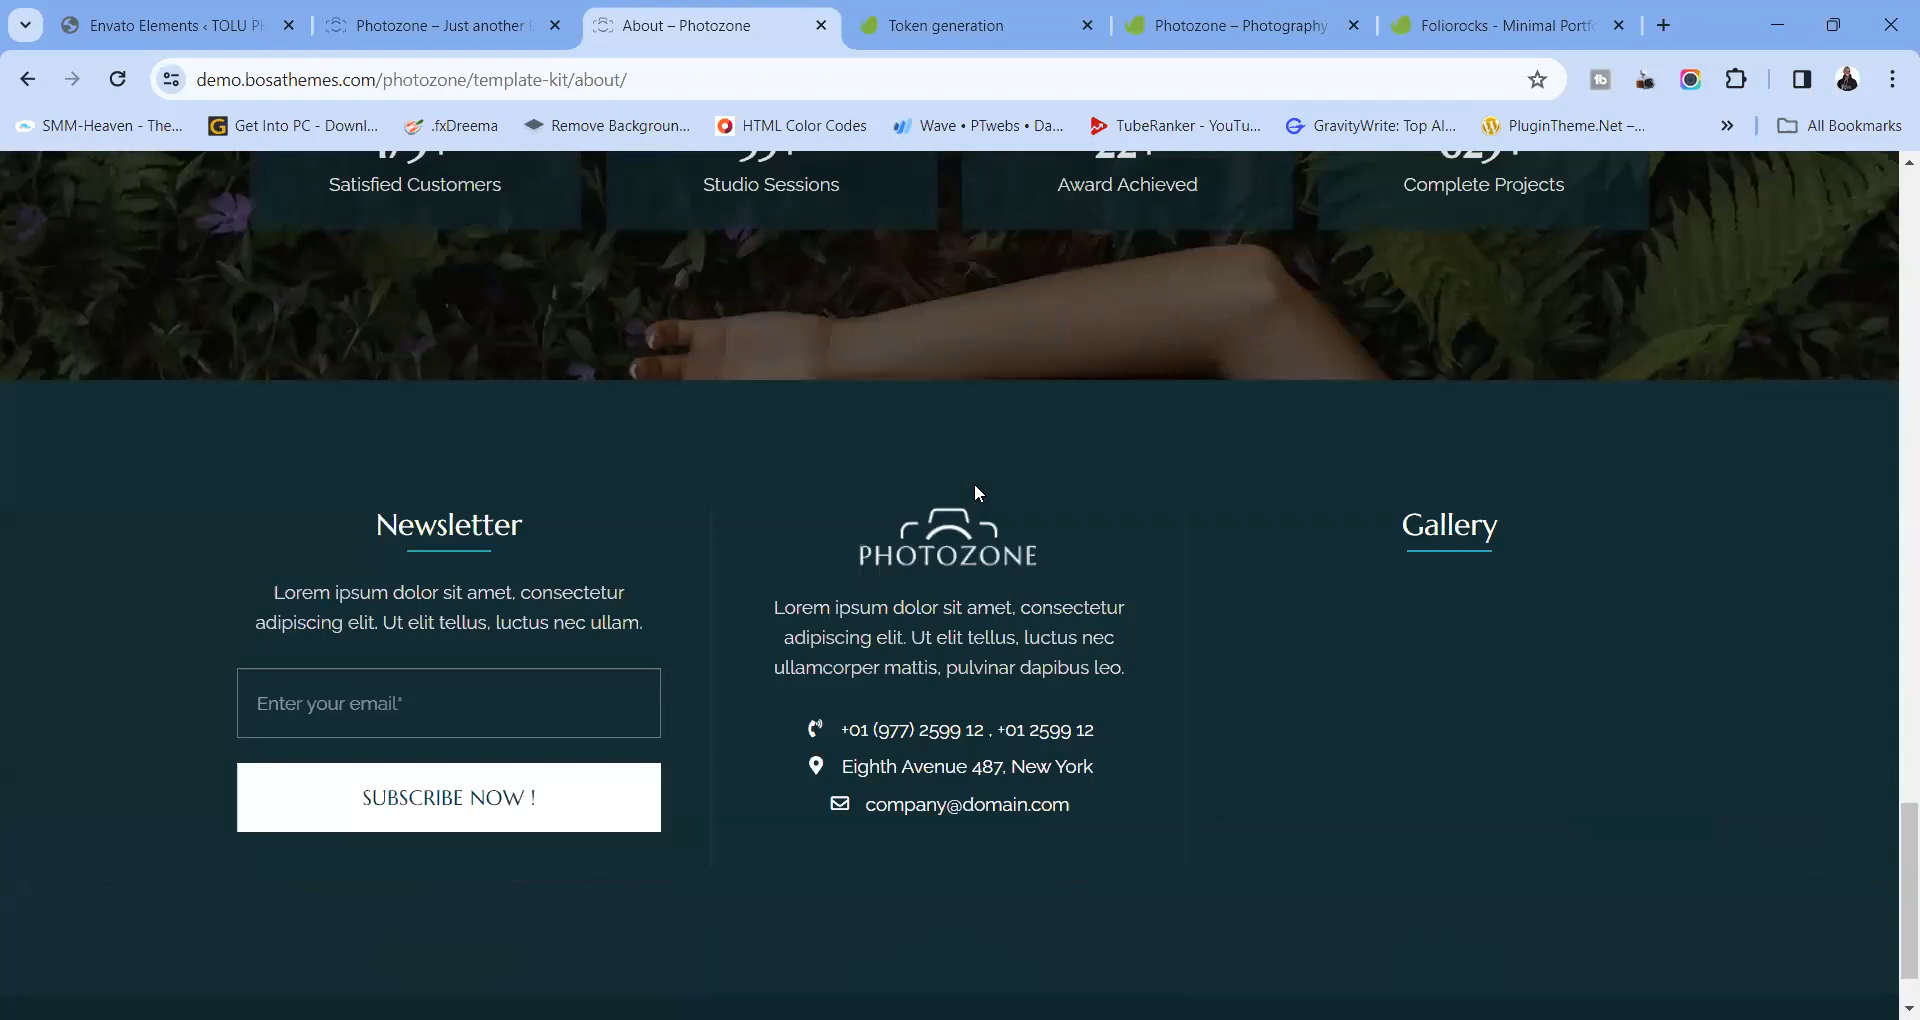 Envato Elements ‹ TOLU PH
Photozone – Just another
About – Photozone
Token generation
Photozone – Photography
Foliorocks - Minimal Portfo
demo.bosathemes.com/photozone/template-kit/about/
SMM-Heaven - The...
Get Into PC - Downl...
.fxDreema
Remove Backgroun...
HTML Color Codes
Wave • PTwebs • Da...
TubeRanker - YouTu...
GravityWrite: Top AI...
PluginTheme.Net –...
All Bookmarks
Satisfied Customers
Studio Sessions
Award Achieved
Complete Projects
Newsletter
Lorem ipsum dolor sit amet, consectetur
adipiscing elit. Ut elit tellus, luctus nec ullam.
Enter your email*
SUBSCRIBE NOW !
PHOTOZONE
Lorem ipsum dolor sit amet, consectetur
adipiscing elit. Ut elit tellus, luctus nec
ullamcorper mattis, pulvinar dapibus leo.
+01 (977) 2599 12 , +01 2599 12
Eighth Avenue 487, New York
company@domain.com
Gallery